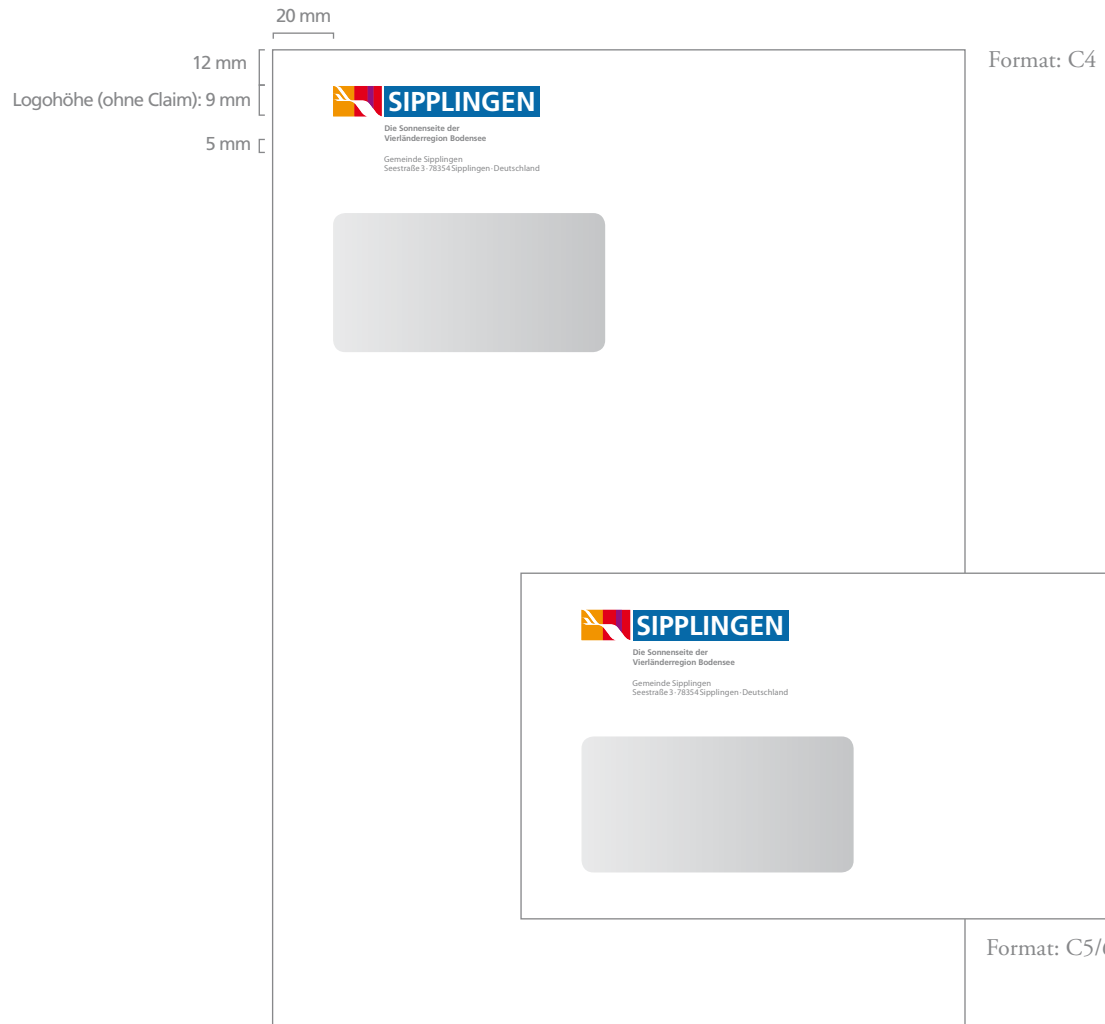 20 mm
12 mm
Format: C4
Logohöhe (ohne Claim): 9 mm
SIPPLINGEN
Die Sonnenseite der
Vierländerregion Bodensee
5 mm
Gemeinde Sipplingen
Seestraße 3 · 78354 Sipplingen · Deutschland
SIPPLINGEN
Die Sonnenseite der
Vierländerregion Bodensee
Gemeinde Sipplingen
Seestraße 3 · 78354 Sipplingen · Deutschland
Format: C5/6